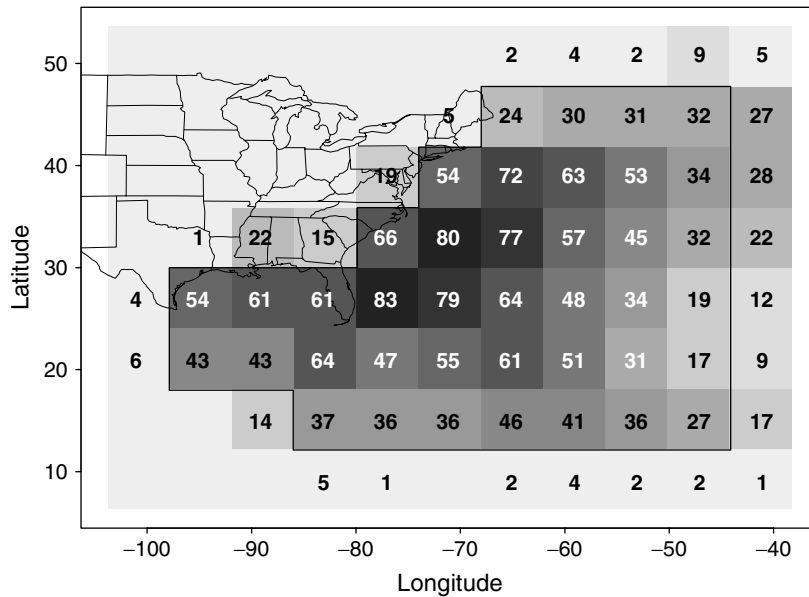 50
2 4 2 9 5
5 24 30 31 32 27
40
19 54 72 63 53 34 28
1 22 15 66 80 77 57 45 32 22
30
4 54 61 61 83 79 64 48 34 19 12
20
6 43 43 64 47 55 61 51 31 17 9
14 37 36 36 46 41 36 27 17
10
5 1 2 4 2 2 1
Latitude
−100 −90 −80 −70 −60 −50 −40
Longitude